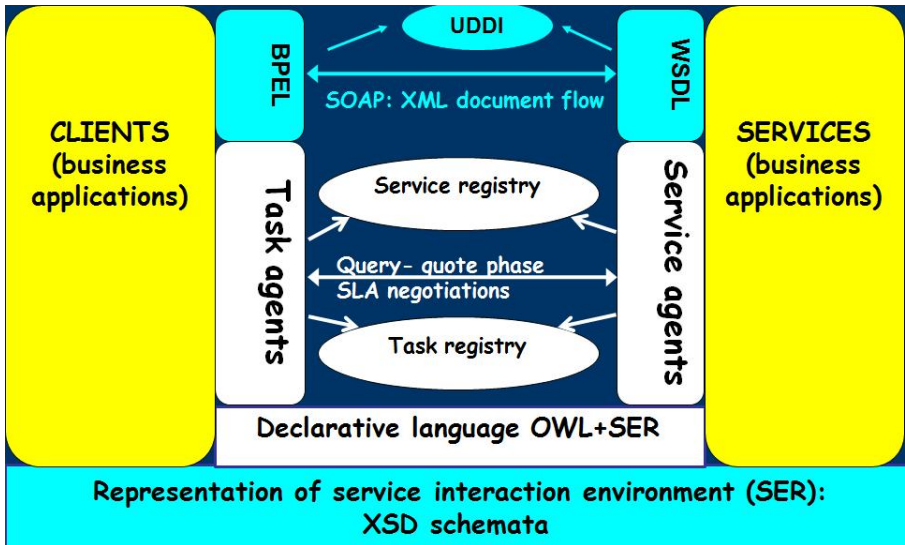 UDDI
BPEL
WSDL
SOAP: XML document flow
CLIENTS
(business
applications)
SERVICES
(business
applications)
Task agents
Service agents
Service registry
Query- quote phase
SLA negotiations
Task registry
Declarative language OWL+SER
Representation of service interaction environment (SER):
XSD schemata